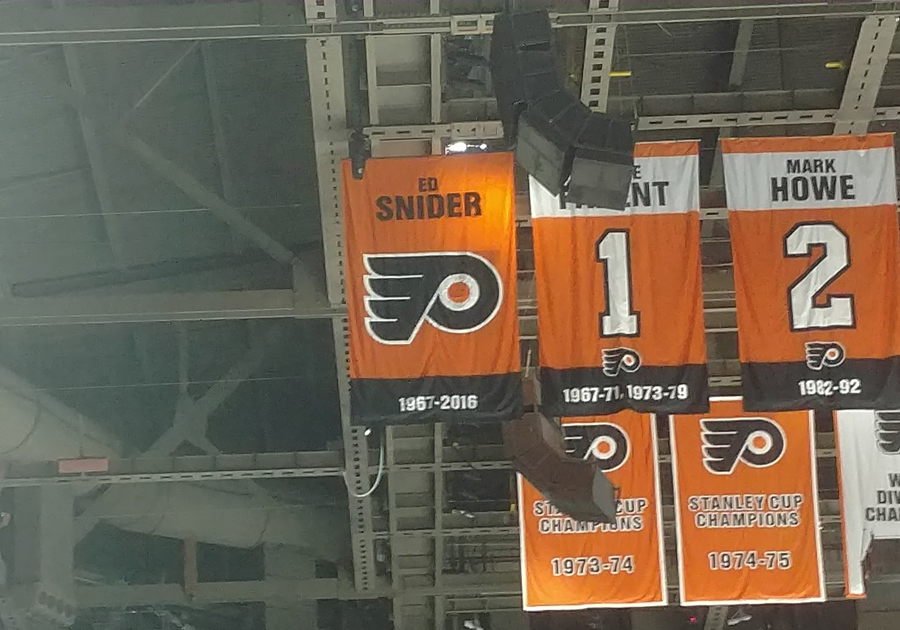 ED
SNIDER
1967-2016
1
1967-71, 1973-79
MARK
HOWE
2
1982-92
CUP
CHAMPIONS
1973-74
STANLEY CUP
CHAMPIONS
1974-75